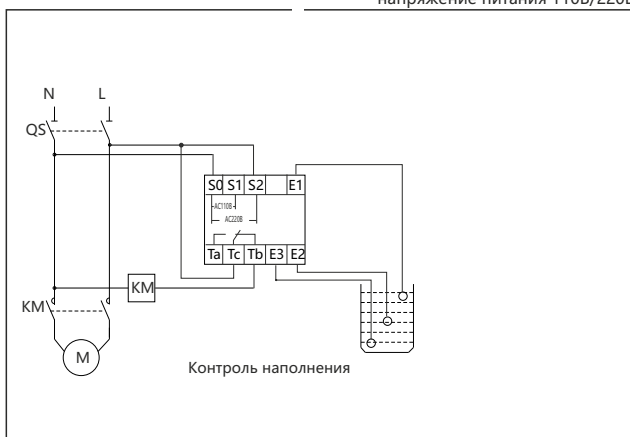 напряжение питания 110В/220В
N L
QS
S0 S1 S2 E1
AC110В
AC220В
Ta Tc Tb E3 E2
KM
KM
M
Контроль наполнения